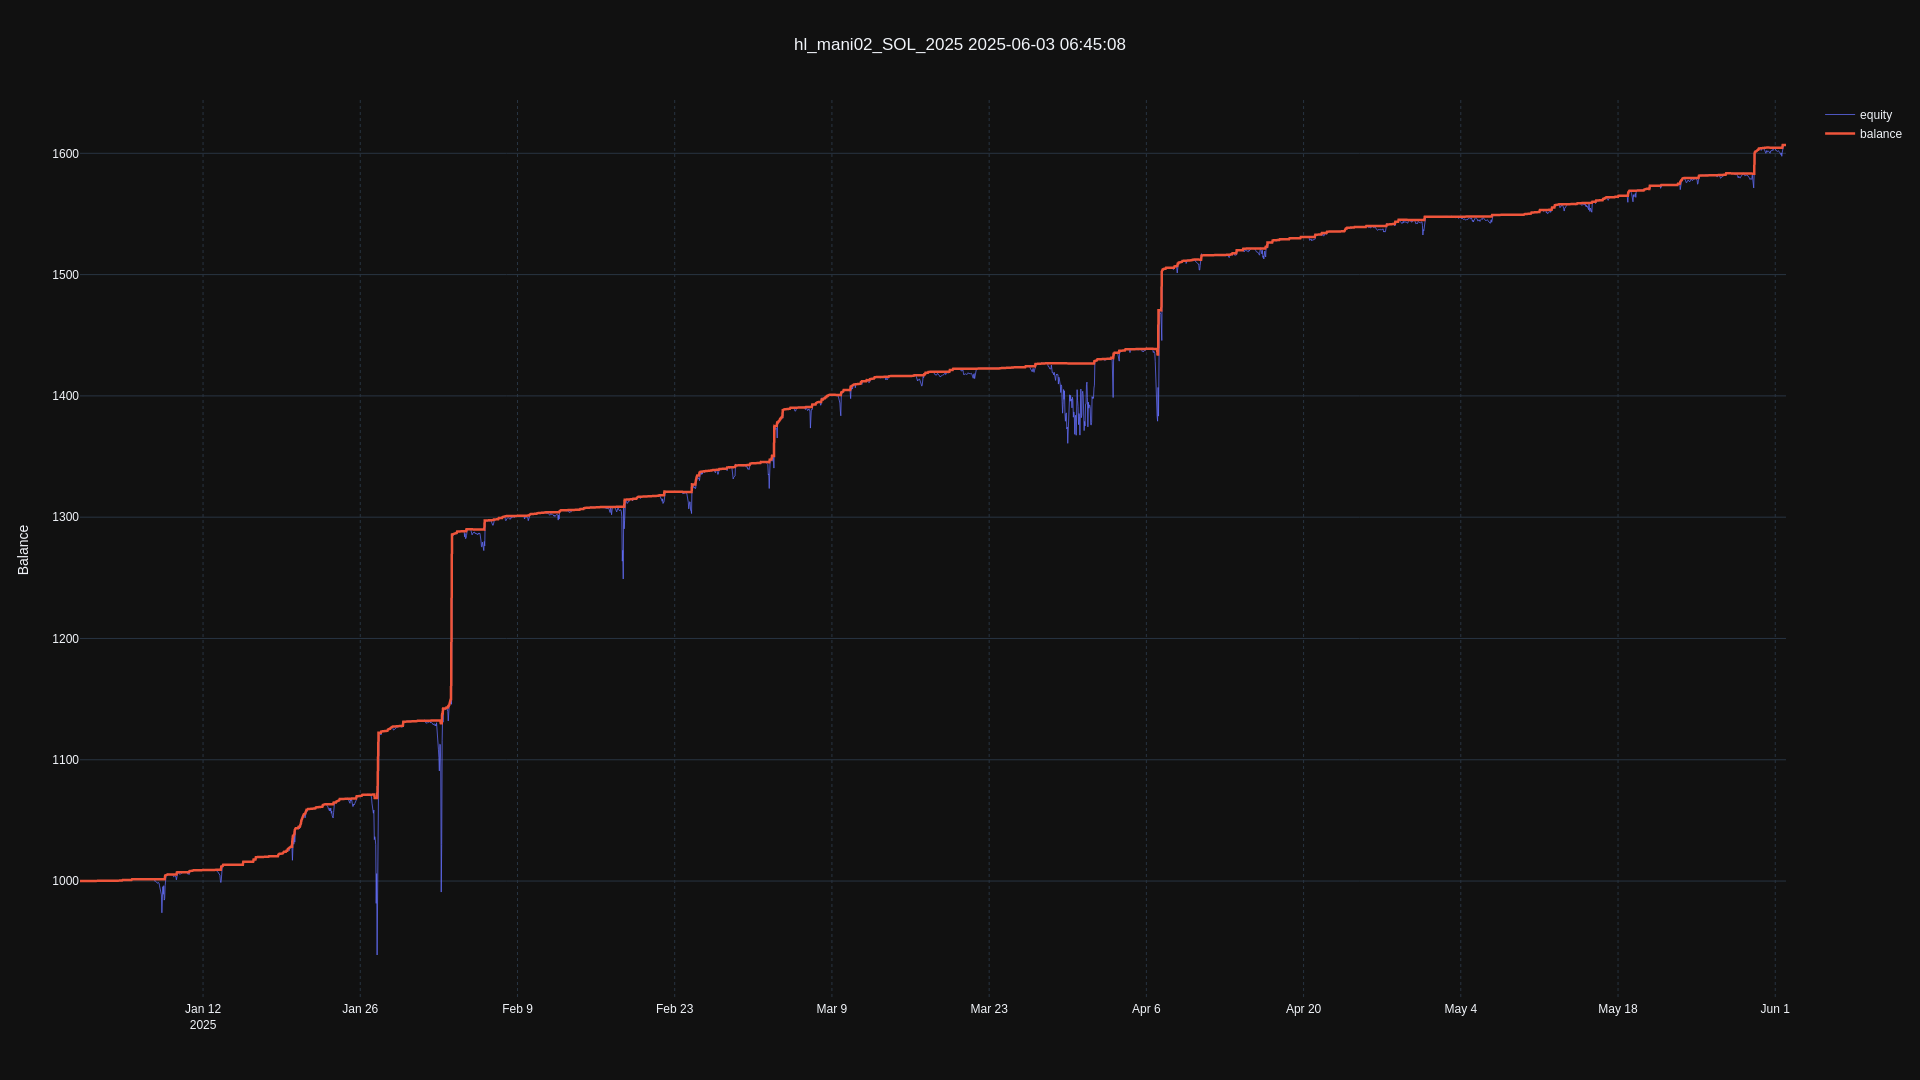 hl_mani02_SOL_2025 2025-06-03 06:45:08
equity
balance
1600
1500
1400
1300
1200
1100
1000
Balance
Jan 12
2025
Jan 26
Feb 9
Feb 23
Mar 9
Mar 23
Apr 6
Apr 20
May 4
May 18
Jun 1